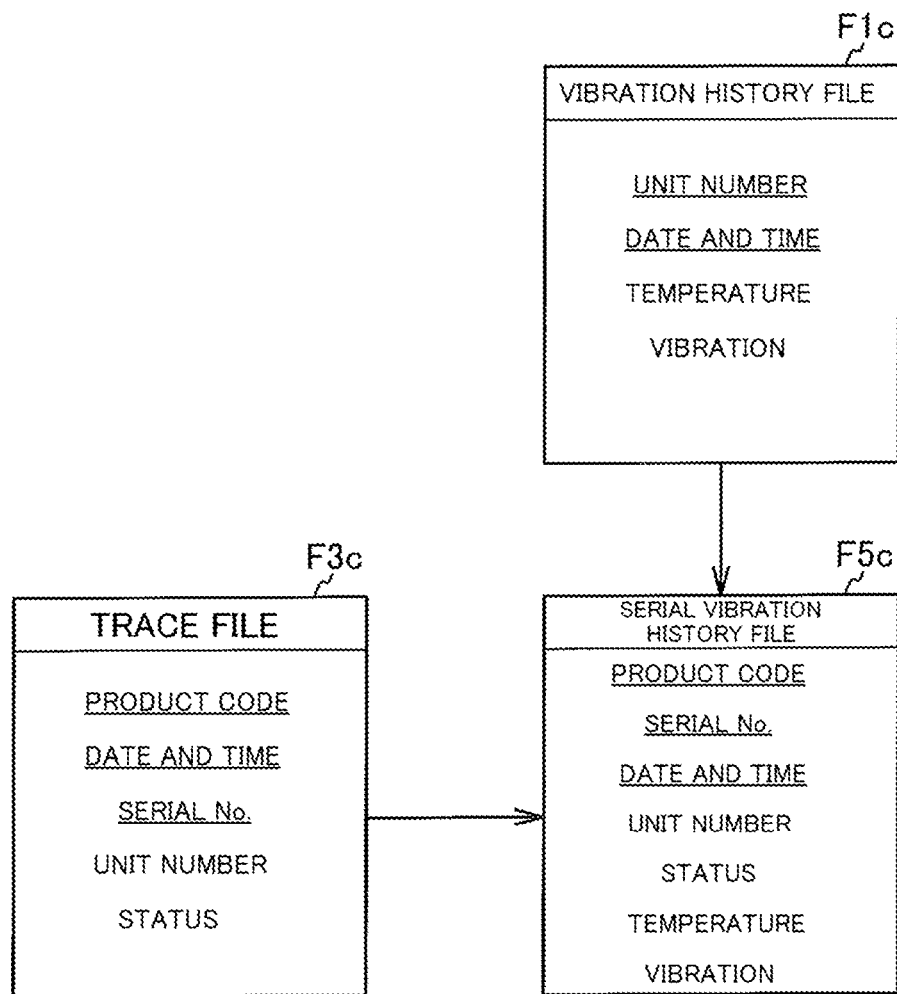 F1c
VIBRATION HISTORY FILE
UNIT NUMBER
DATE AND TIME
TEMPERATURE
VIBRATION
F3c
TRACE FILE
PRODUCT CODE
DATE AND TIME
SERIAL No.
UNIT NUMBER
STATUS
F5c
SERIAL VIBRATION
HISTORY FILE
PRODUCT CODE
SERIAL No.
DATE AND TIME
UNIT NUMBER
STATUS
TEMPERATURE
VIBRATION